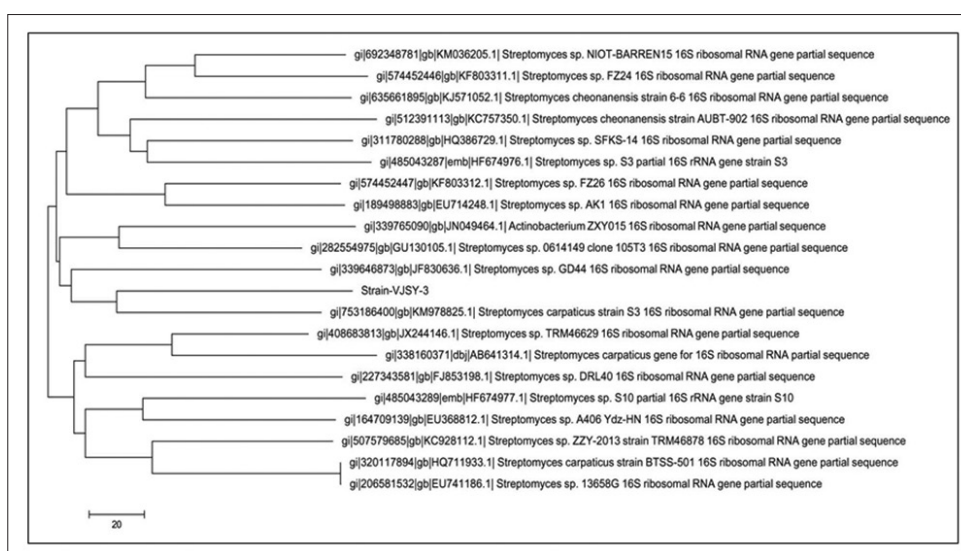 gi|692348781|gb|KM036205.1| Streptomyces sp. NIOT-BARREN15 16S ribosomal RNA gene partial sequence
gi|574452446|gb|KF803311.1| Streptomyces sp. FZ24 16S ribosomal RNA gene partial sequence
gi|635661895|gb|KJ571052.1| Streptomyces cheonanensis strain 6-6 16S ribosomal RNA gene partial sequence
gi|512391113|gb|KC757350.1| Streptomyces cheonanensis strain AUBT-902 16S ribosomal RNA gene partial sequence
gi|311780288|gb|HQ386729.1| Streptomyces sp. SFKS-14 16S ribosomal RNA gene partial sequence
gi|485043287|emb|HF674976.1| Streptomyces sp. S3 partial 16S rRNA gene strain S3
gi|574452447|gb|KF803312.1| Streptomyces sp. FZ26 16S ribosomal RNA gene partial sequence
gi|189498883|gb|EU714248.1| Streptomyces sp. AK1 16S ribosomal RNA gene partial sequence
gi|339765090|gb|JN049464.1| Actinobacterium ZXY015 16S ribosomal RNA gene partial sequence
gi|282554975|gb|GU130105.1| Streptomyces sp. 0614149 clone 105T3 16S ribosomal RNA gene partial sequence
gi|339646873|gb|JF830636.1| Streptomyces sp. GD44 16S ribosomal RNA gene partial sequence
Strain-VJSY-3
gi|753186400|gb|KM978825.1| Streptomyces carpaticus strain S3 16S ribosomal RNA gene partial sequence
gi|408683813|gb|JX244146.1| Streptomyces sp. TRM46629 16S ribosomal RNA gene partial sequence
gi|338160371|dbj|AB641314.1| Streptomyces carpaticus gene for 16S ribosomal RNA partial sequence
gi|227343581|gb|FJ853198.1| Streptomyces sp. DRL40 16S ribosomal RNA gene partial sequence
gi|485043289|emb|HF674977.1| Streptomyces sp. S10 partial 16S rRNA gene strain S10
gi|164709139|gb|EU368812.1| Streptomyces sp. A406 Ydz-HN 16S ribosomal RNA gene partial sequence
gi|507579685|gb|KC928112.1| Streptomyces sp. ZZY-2013 strain TRM46878 16S ribosomal RNA gene partial sequence
gi|320117894|gb|HQ711933.1| Streptomyces carpaticus strain BTSS-501 16S ribosomal RNA gene partial sequence
gi|206581532|gb|EU741186.1| Streptomyces sp. 13658G 16S ribosomal RNA gene partial sequence
20